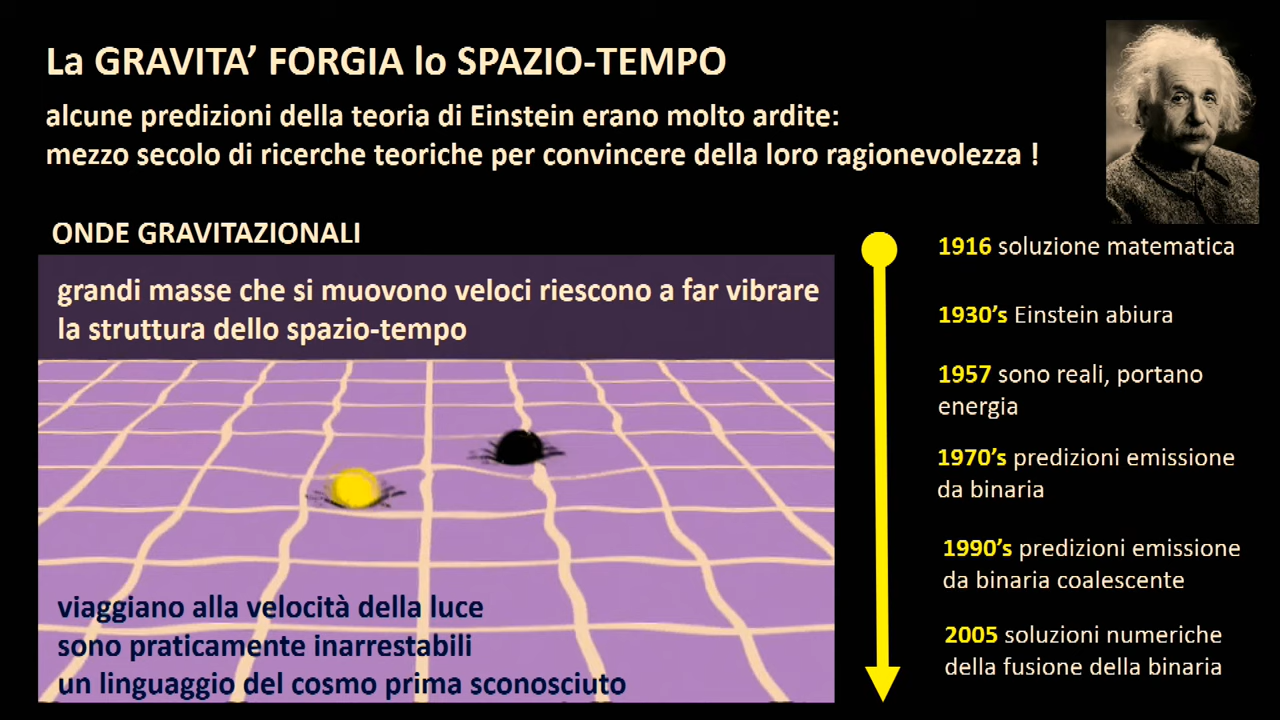 La GRAVITA’ FORGIA lo SPAZIO-TEMPO
alcune predizioni della teoria di Einstein erano molto ardite:
mezzo secolo di ricerche teoriche per convincere della loro ragionevolezza !
ONDE GRAVITAZIONALI
grandi masse che si muovono veloci riescono a far vibrare
la struttura dello spazio-tempo
viaggiano alla velocità della luce
sono praticamente inarrestabili
un linguaggio del cosmo prima sconosciuto
1916 soluzione matematica
1930’s Einstein abiura
1957 sono reali, portano
energia
1970’s predizioni emissione
da binaria
1990’s predizioni emissione
da binaria coalescente
2005 soluzioni numeriche
della fusione della binaria